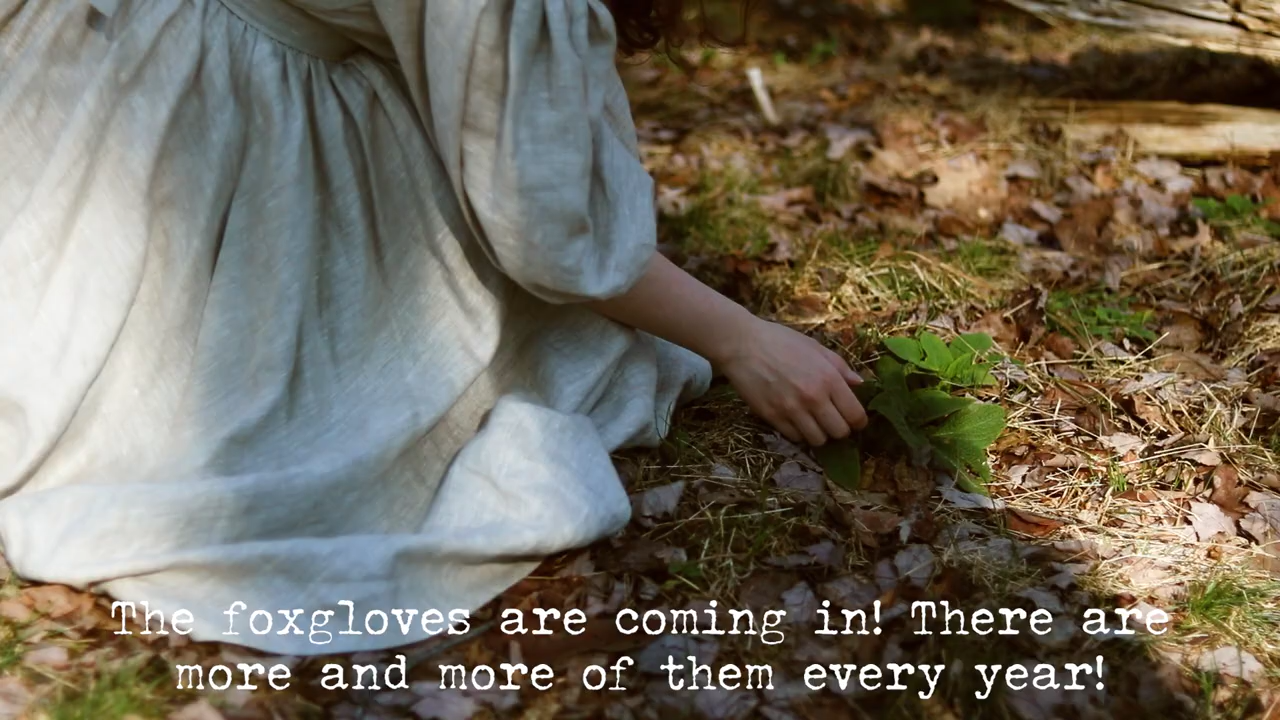 The foxgloves are coming in! There are
more and more of them every year!